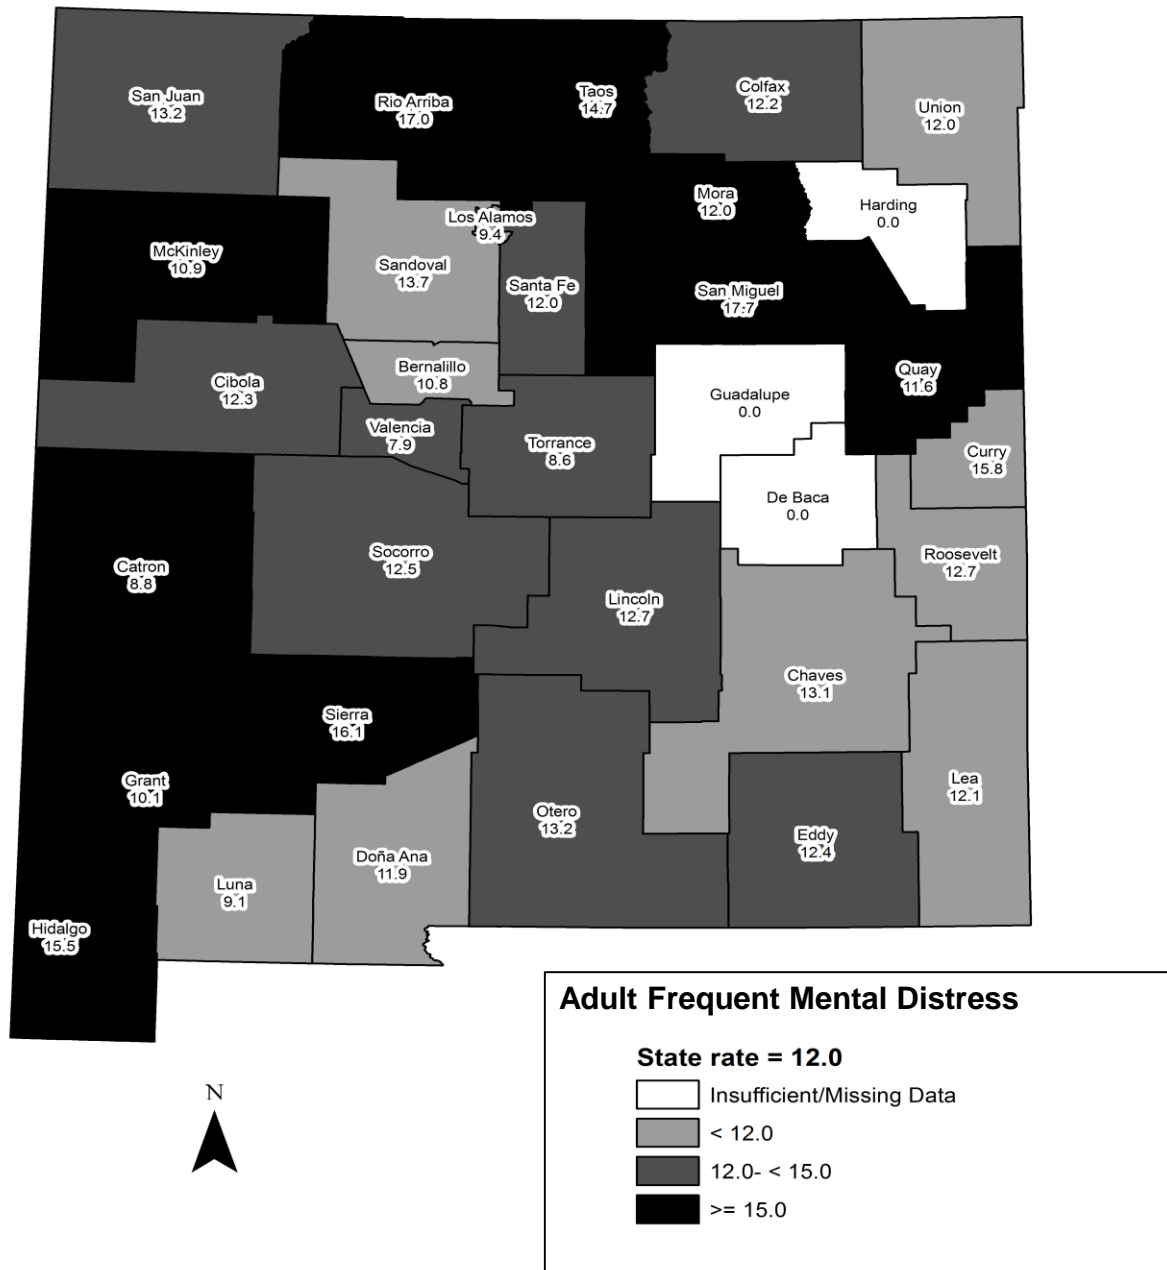 San Juan
13.2
Rio Arriba
17.0
Taos
14.7
Colfax
12.2
Union
12.0
Mora
12.0
Harding
0.0
Los Alamos
9.4
McKinley
10.9
Sandoval
13.7
Santa Fe
12.0
San Miguel
17.7
Bernalillo
10.8
Cibola
12.3
Quay
11.6
Guadalupe
0.0
Valencia
7.9
Torrance
8.6
Curry
15.8
De Baca
0.0
Socorro
12.5
Catron
8.8
Roosevelt
12.7
Lincoln
12.7
Chaves
13.1
Sierra
16.1
Grant
10.1
Lea
12.1
Otero
13.2
Eddy
12.4
Doña Ana
11.9
Luna
9.1
Hidalgo
15.5
Adult Frequent Mental Distress
State rate = 12.0
Insufficient/Missing Data
< 12.0
12.0- < 15.0
>= 15.0
N